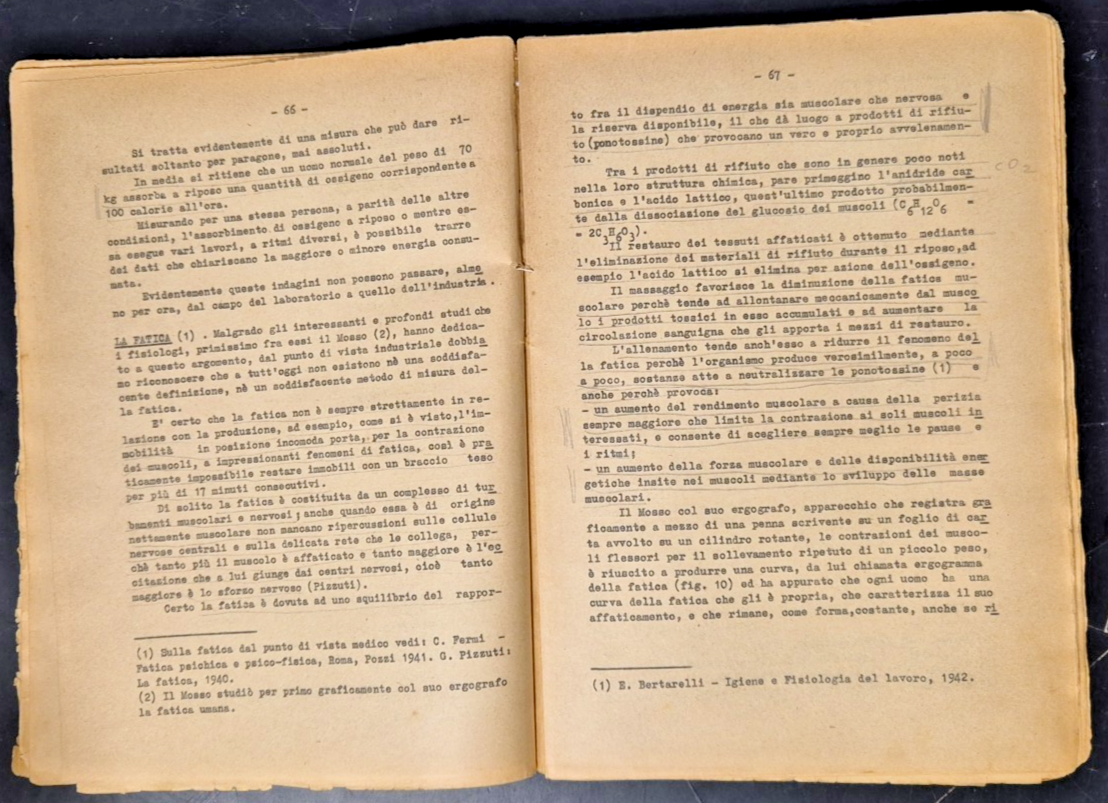 - 66 -
Si tratta evidentemente di una misura che può dare ri-
sultati soltanto per paragone, mai assoluti.
In media si ritiene che un uomo normale del peso di 70
kg assorba a riposo una quantità di ossigeno corrispondente a
100 calorie all'ora.
Misurando per una stessa persona, a parità delle altre
condizioni, l'assorbimento di ossigeno a riposo o mentre es-
sa esegue vari lavori, a ritmi diversi, è possibile trarre
dei dati che chiariscano la maggiore o minore energia consu-
mata.
Evidentemente queste indagini non possono passare, alme
no per ora, dal campo del laboratorio a quello dell'industria.
LA FATICA (1) . Malgrado gli interessanti e profondi studi che
i fisiologi, primissimo fra essi il Mosso (2), hanno dedica-
to a questo argomento, dal punto di vista industriale dobbia
mo riconoscere che a tutt'oggi non esistono nè una soddisfa-
cente definizione, nè un soddisfacente metodo di misura del-
la fatica.
E' certo che la fatica non è sempre strettamente in re-
lazione con la produzione, ad esempio, come si è visto,l'im-
mobilità in posizione incomoda porta, per la contrazione
dei muscoli, a impressionanti fenomeni di fatica, così è pra
ticamente impossibile restare immobili con un braccio teso
per più di 17 minuti consecutivi.
Di solito la fatica è costituita da un complesso di tur
bamenti muscolari e nervosi; anche quando essa è di origine
nettamente muscolare non mancano ripercussioni sulle cellule
nervose centrali e sulla delicata rete che le collega, per-
chè tanto più il muscolo è affaticato e tanto maggiore è l'ec
citazione che a lui giunge dai centri nervosi, cioè tanto
maggiore è lo sforzo nervoso (Pizzuti).
Certo la fatica è dovuta ad uno squilibrio del rappor-
(1) Sulla fatica dal punto di vista medico vedi: C. Fermi -
Fatica psichica e psico-fisica, Roma, Pozzi 1941. G. Pizzuti:
La fatica, 1940.
(2) Il Mosso studiò per primo graficamente col suo ergografo
la fatica umana.
- 67 -
to fra il dispendio di energia sia muscolare che nervosa e
la riserva disponibile, il che dà luogo a prodotti di rifiu-
to (ponotossine) che provocano un vero e proprio avvelenamen-
to.
Tra i prodotti di rifiuto che sono in genere poco noti
nella loro struttura chimica, pare primeggino l'anidride car
bonica e l'acido lattico, quest'ultimo prodotto probabilmen-
te dalla dissociazione del glucosio dei muscoli (C6H12O6 =
= 2C3H6O3).
CO2
Il restauro dei tessuti affaticati è ottenuto mediante
l'eliminazione dei materiali di rifiuto durante il riposo,ad
esempio l'acido lattico si elimina per azione dell'ossigeno.
Il massaggio favorisce la diminuzione della fatica mu-
scolare perchè tende ad allontanare meccanicamente dal musco
lo i prodotti tossici in esso accumulati e ad aumentare la
circolazione sanguigna che gli apporta i mezzi di restauro.
L'allenamento tende anch'esso a ridurre il fenomeno del
la fatica perchè l'organismo produce verosimilmente, a poco
a poco, sostanze atte a neutralizzare le ponotossine (1) e
anche perchè provoca:
- un aumento del rendimento muscolare a causa della perizia
sempre maggiore che limita la contrazione ai soli muscoli in
teressati, e consente di scegliere sempre meglio le pause e
i ritmi;
- un aumento della forza muscolare e delle disponibilità ener
getiche insite nei muscoli mediante lo sviluppo delle masse
muscolari.
Il Mosso col suo ergografo, apparecchio che registra gra
ficamente a mezzo di una penna scrivente su un foglio di car
ta avvolto su un cilindro rotante, le contrazioni dei musco-
li flessori per il sollevamento ripetuto di un piccolo peso,
è riuscito a produrre una curva, da lui chiamata ergogramma
della fatica (fig. 10) ed ha appurato che ogni uomo ha una
curva della fatica che gli è propria, che caratterizza il suo
affaticamento, e che rimane, come forma,costante, anche se ri
(1) E. Bertarelli - Igiene e Fisiologia del lavoro, 1942.